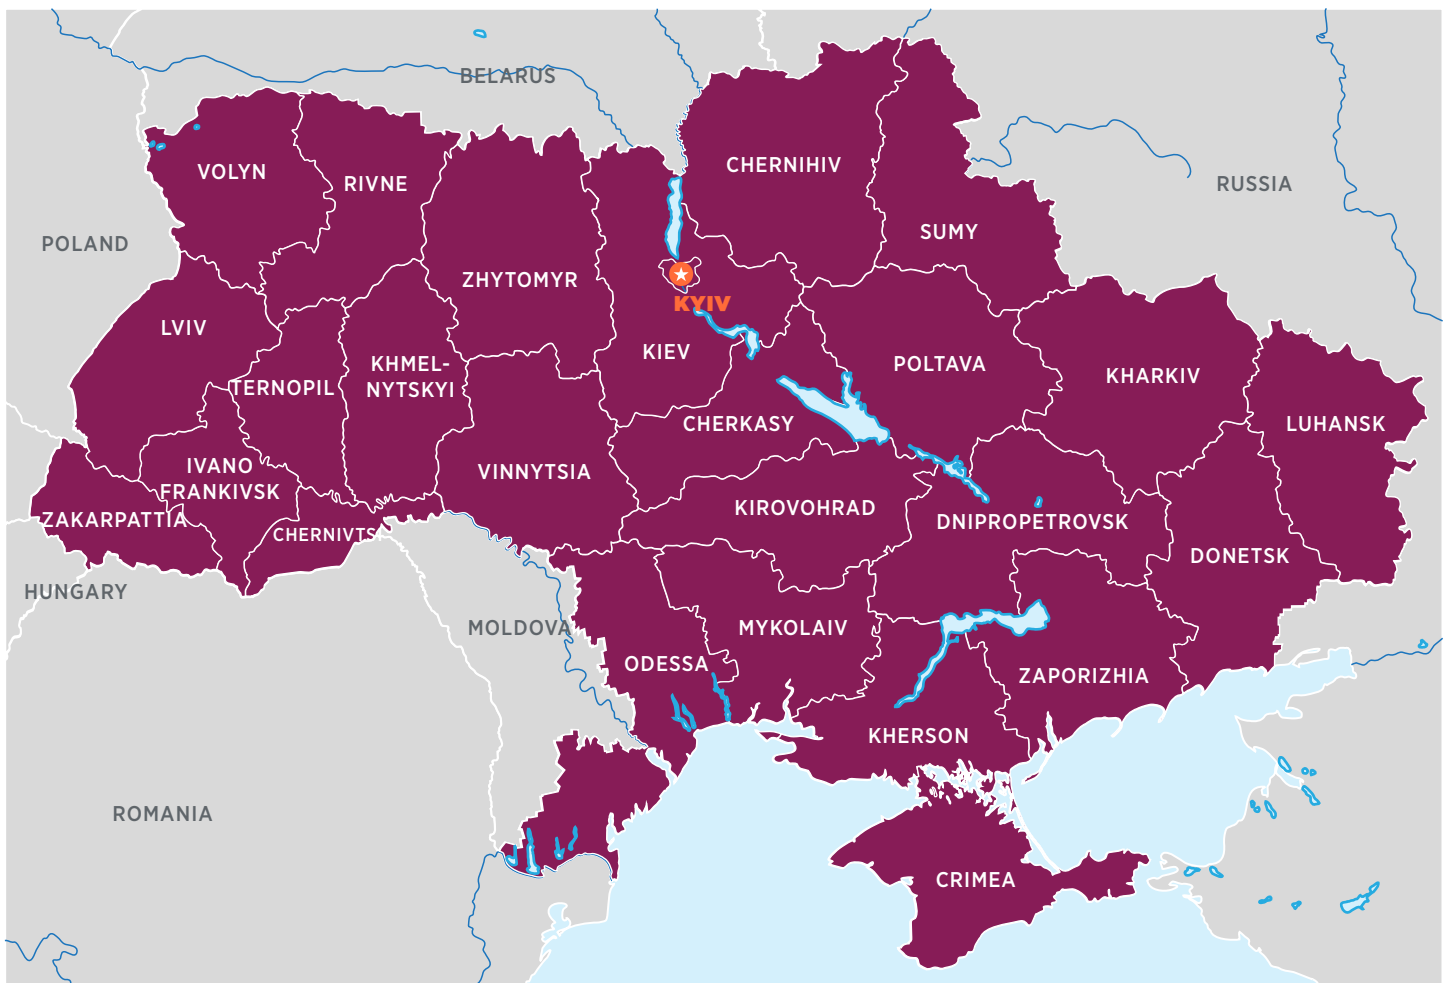 BELARUS
CHERNIHIV
VOLYN
RIVNE
RUSSIA
SUMY
POLAND
ZHYTOMYR
KYIV
LVIV
KIEV
KHMEL-
NYTSKYI
POLTAVA
KHARKIV
TERNOPIL
CHERKASY
LUHANSK
IVANO
FRANKIVSK
VINNYTSIA
KIROVOHRAD
ZAKARPATTIA
DNIPROPETROVSK
CHERNIVTSI
DONETSK
HUNGARY
MOLDOVA
MYKOLAIV
ODESSA
ZAPORIZHIA
KHERSON
ROMANIA
CRIMEA